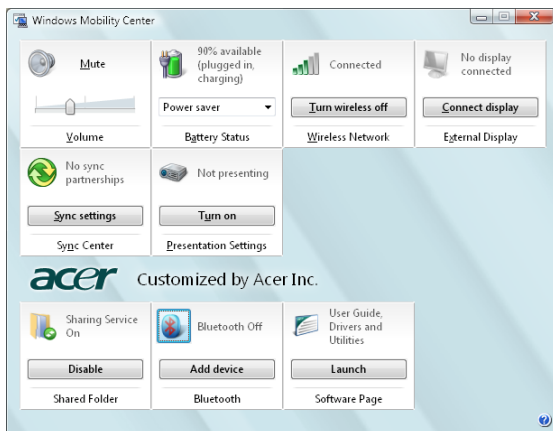 Windows Mobility Center
Mute
Volume
90% available
(plugged in,
charging)
Power saver
Battery Status
Connected
Turn wireless off
Wireless Network
No display
connected
Connect display
External Display
No sync
partnerships
Sync settings
Sync Center
Not presenting
Turn on
Presentation Settings
acer Customized by Acer Inc.
Sharing Service
On
Disable
Shared Folder
Bluetooth Off
Add device
Bluetooth
User Guide,
Drivers and
Utilities
Launch
Software Page